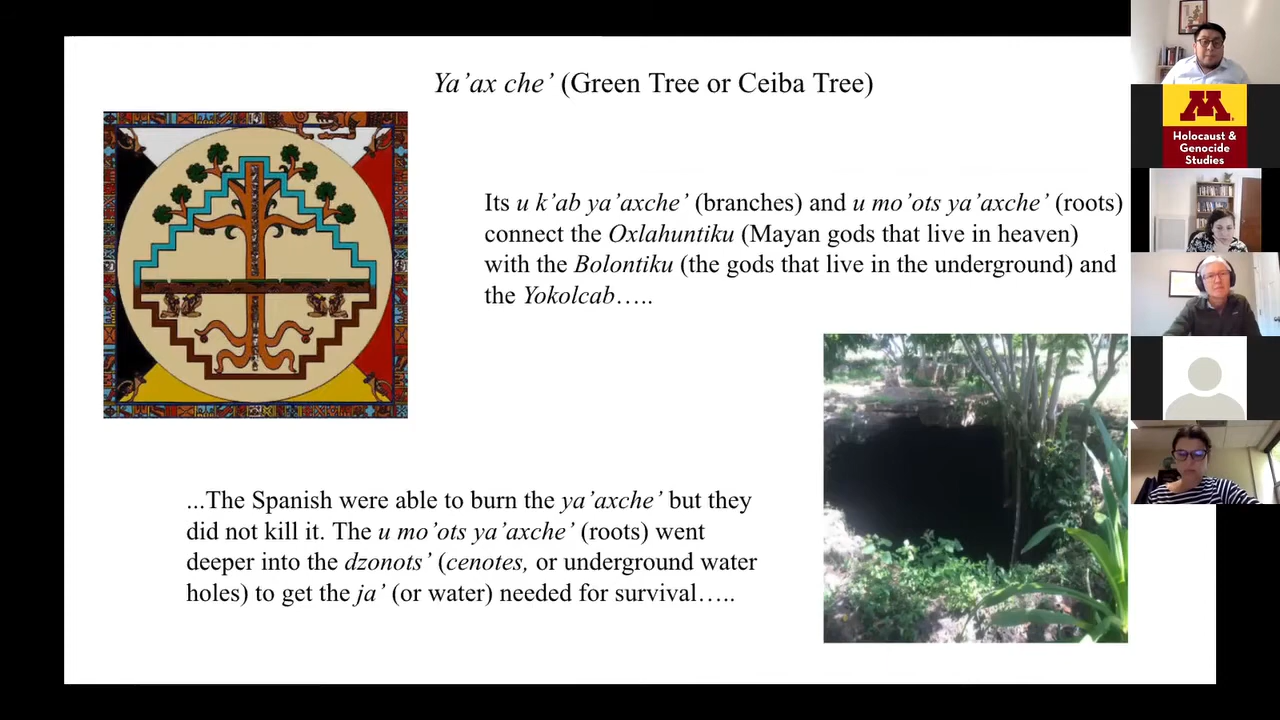 Ya’ax che’ (Green Tree or Ceiba Tree)
Its u k’ab ya’axche’ (branches) and u mo’ots ya’axche’ (roots)
connect the Oxlahuntiku (Mayan gods that live in heaven)
with the Bolontiku (the gods that live in the underground) and
the Yokolcab…..
...The Spanish were able to burn the ya’axche’ but they
did not kill it. The u mo’ots ya’axche’ (roots) went
deeper into the dzonots’ (cenotes, or underground water
holes) to get the ja’ (or water) needed for survival…..
M
Holocaust &
Genocide
Studies